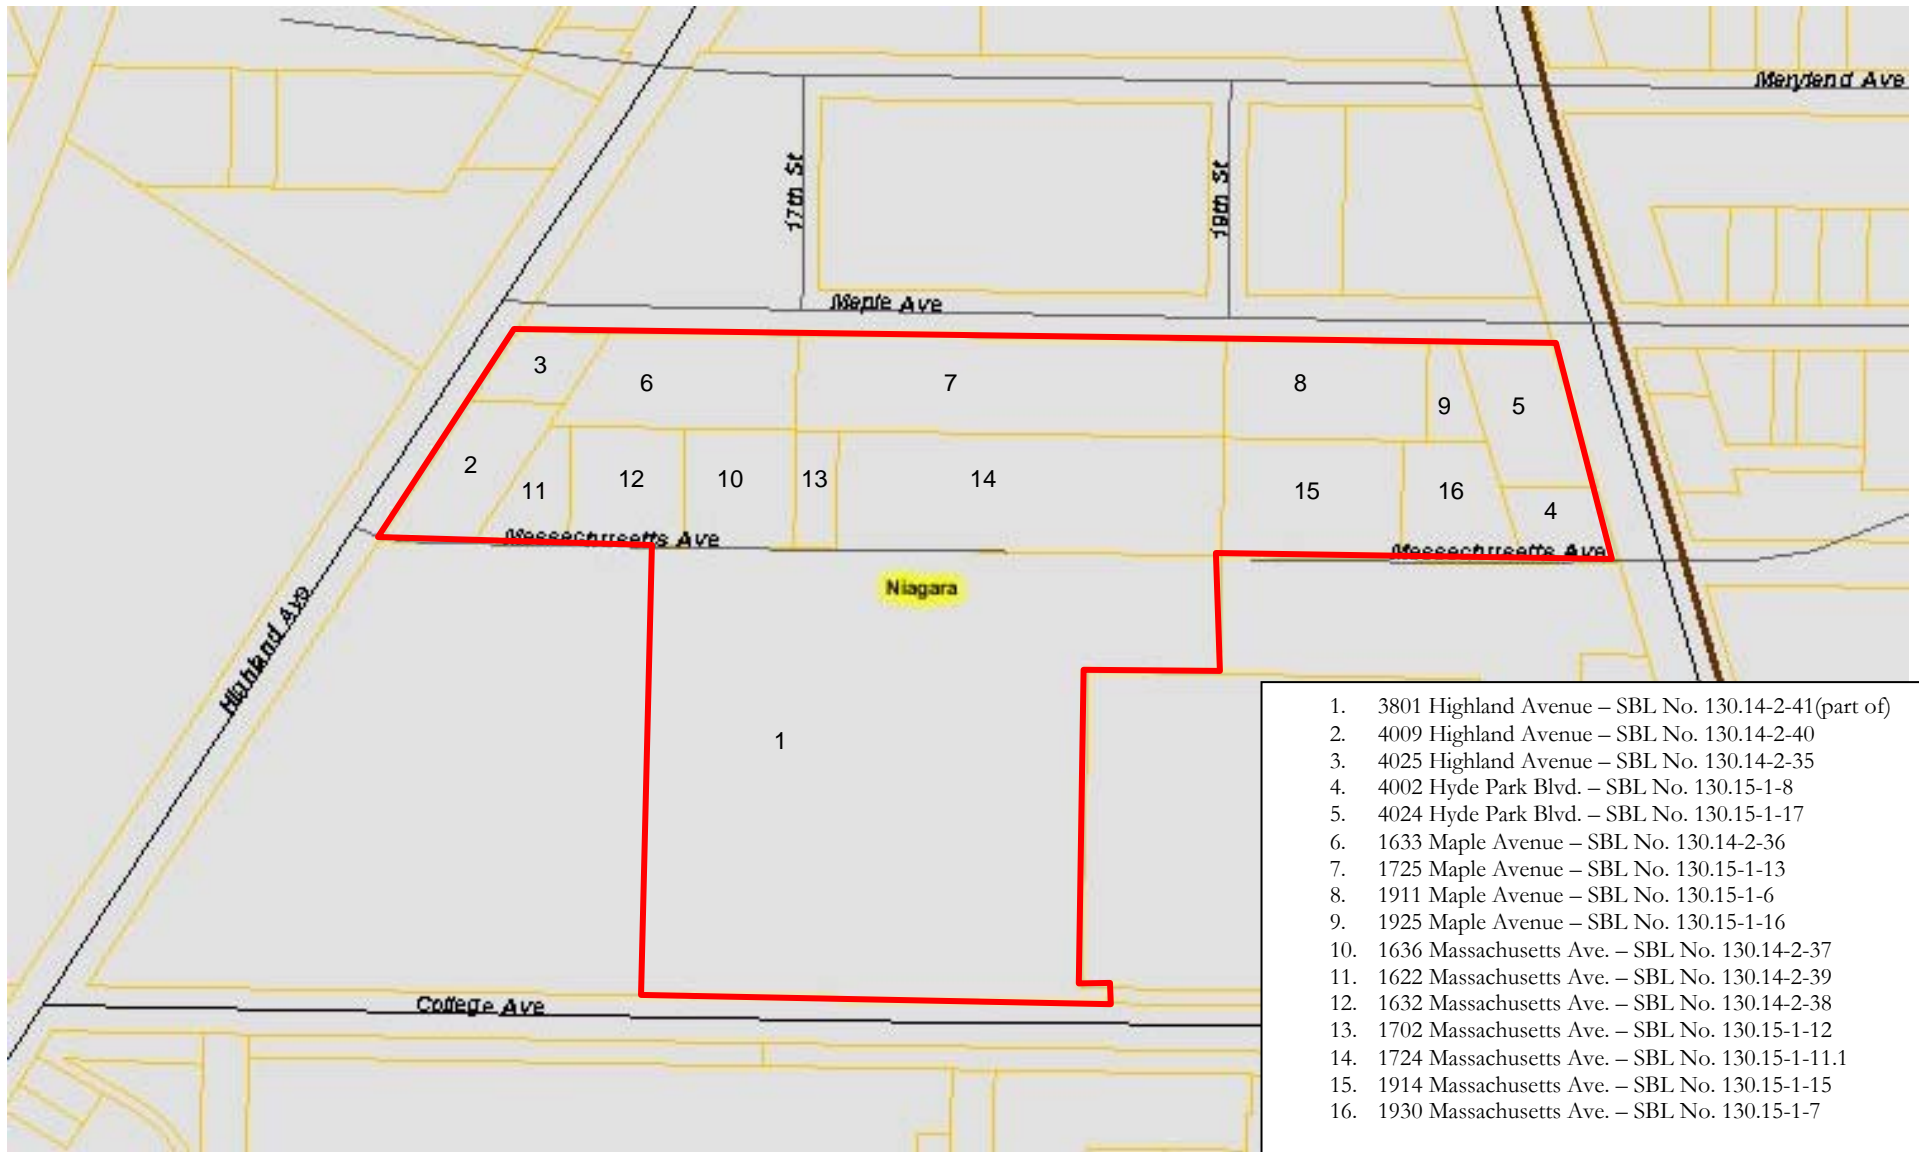 Maryland Ave
17th St
19th St
Maple Ave
3
6
7
8
9
5
2
11
12
10
13
14
15
16
4
Massachusetts Ave
Massachusetts Ave
Niagara
Highland Ave
1
College Ave
1. 3801 Highland Avenue – SBL No. 130.14-2-41(part of)
2. 4009 Highland Avenue – SBL No. 130.14-2-40
3. 4025 Highland Avenue – SBL No. 130.14-2-35
4. 4002 Hyde Park Blvd. – SBL No. 130.15-1-8
5. 4024 Hyde Park Blvd. – SBL No. 130.15-1-17
6. 1633 Maple Avenue – SBL No. 130.14-2-36
7. 1725 Maple Avenue – SBL No. 130.15-1-13
8. 1911 Maple Avenue – SBL No. 130.15-1-6
9. 1925 Maple Avenue – SBL No. 130.15-1-16
10. 1636 Massachusetts Ave. – SBL No. 130.14-2-37
11. 1622 Massachusetts Ave. – SBL No. 130.14-2-39
12. 1632 Massachusetts Ave. – SBL No. 130.14-2-38
13. 1702 Massachusetts Ave. – SBL No. 130.15-1-12
14. 1724 Massachusetts Ave. – SBL No. 130.15-1-11.1
15. 1914 Massachusetts Ave. – SBL No. 130.15-1-15
16. 1930 Massachusetts Ave. – SBL No. 130.15-1-7